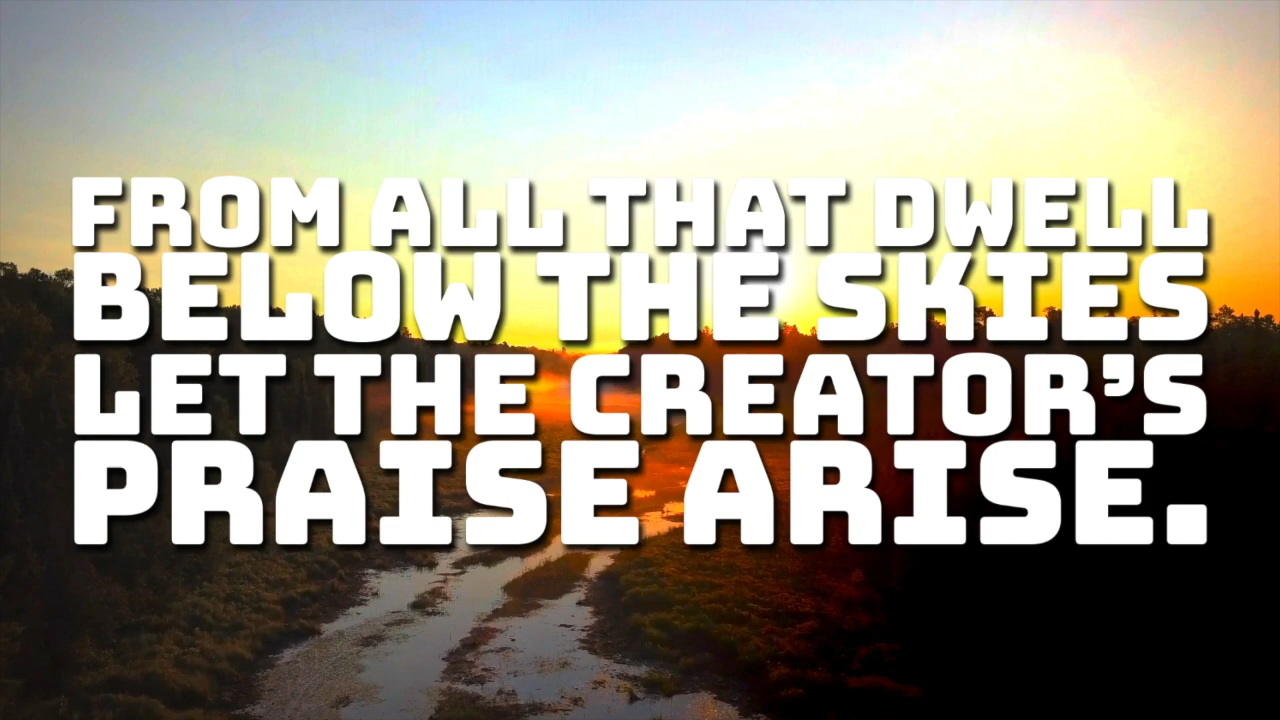 FROM ALL THAT DWELL
BELOW THE SKIES
LET THE CREATOR’S
PRAISE ARISE.